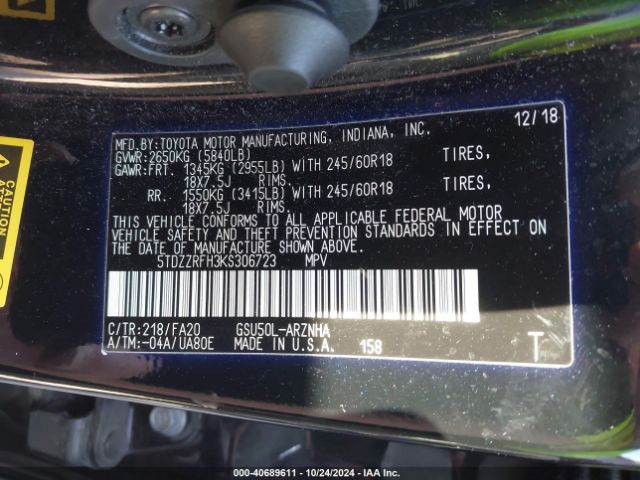 MFD.BY:TOYOTA MOTOR MANUFACTURING, INDIANA, INC. 12/18
GVWR:2650KG (5840LB)
GAWR:FRT. 1345KG (2955LB) WITH 245/60R18 TIRES,
18X7.5J RIMS.
RR. 1550KG (3415LB) WITH 245/60R18 TIRES,
18X7.5J RIMS.
THIS VEHICLE CONFORMS TO ALL APPLICABLE FEDERAL MOTOR
VEHICLE SAFETY AND THEFT PREVENTION STANDARDS IN EFFECT ON
THE DATE OF MANUFACTURE SHOWN ABOVE.
5TDZZRFH3KS306723 MPV
C/TR:218/FA20 GSU50L-ARZNHA
A/TM:-04A/UA80E MADE IN U.S.A. 158 T
CAUTION
000-40689611 - 10/24/2024 - IAA Inc.